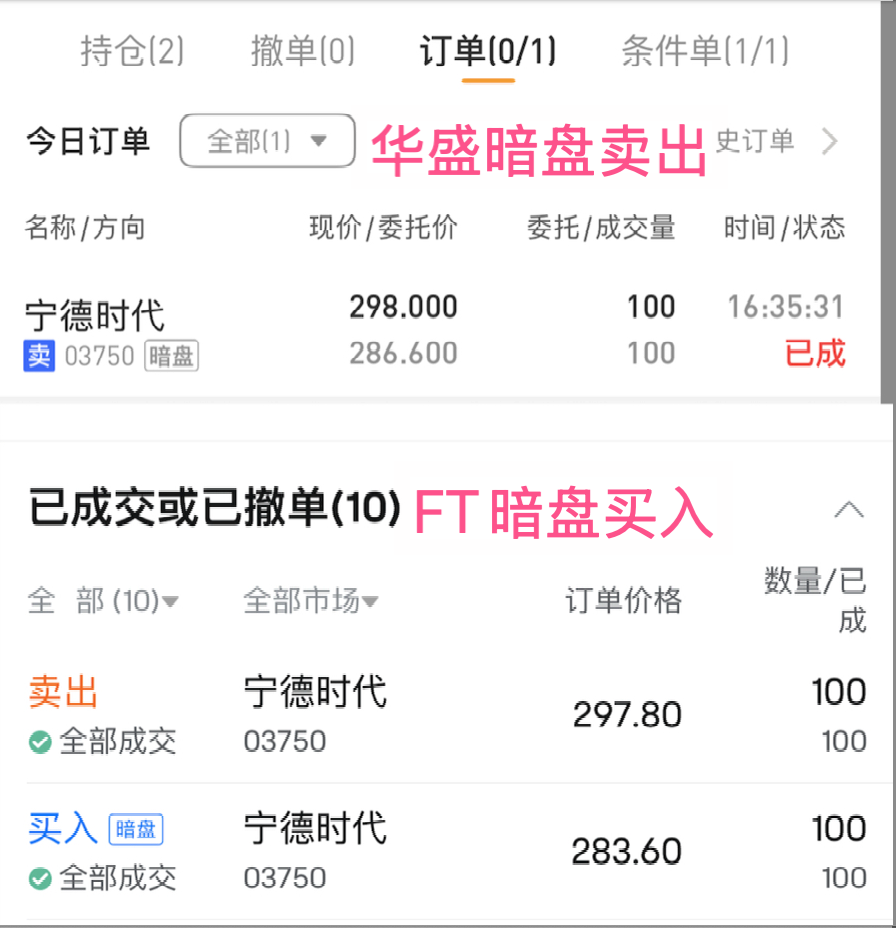 持仓(2) 撤单(0) 订单(0/1) 条件单(1/1)
今日订单 全部(1) 华盛暗盘卖出 史订单
名称/方向 现价/委托价 委托/成交量 时间/状态
宁德时代 298.000 100 16:35:31
卖 03750 暗盘 286.600 100 已成
已成交或已撤单(10) FT暗盘买入
全 部(10) 全部市场 订单价格 数量/已
成
卖出 宁德时代 297.80 100
全部成交 03750 100
买入 暗盘 宁德时代 283.60 100
全部成交 03750 100